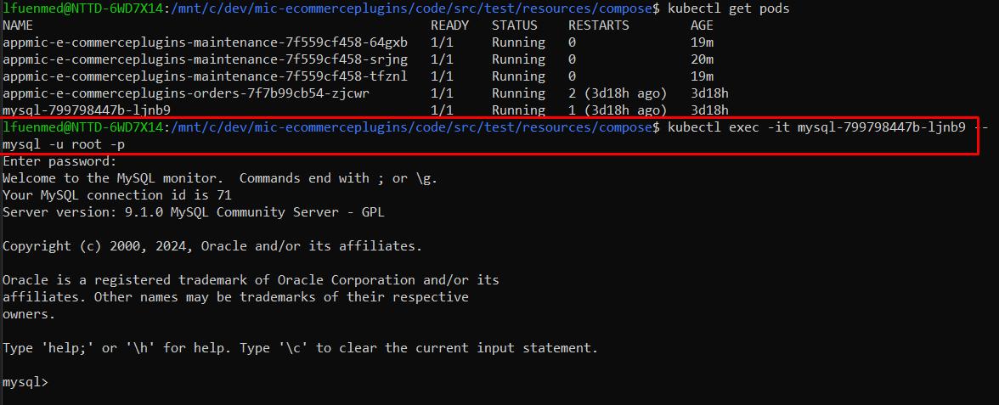 lfuenmed@NTTD-6WD7X14:/mnt/c/dev/mic-ecommerceplugins/code/src/test/resources/compose$ kubectl get pods
NAME READY STATUS RESTARTS AGE
appmic-e-commerceplugins-maintenance-7f559cf458-64gxb 1/1 Running 0 19m
appmic-e-commerceplugins-maintenance-7f559cf458-srjng 1/1 Running 0 20m
appmic-e-commerceplugins-maintenance-7f559cf458-tfznl 1/1 Running 0 19m
appmic-e-commerceplugins-orders-7f7b99cb54-zjcwr 1/1 Running 2 (3d18h ago) 3d18h
mysql-799798447b-ljnb9 1/1 Running 1 (3d18h ago) 3d18h
lfuenmed@NTTD-6WD7X14:/mnt/c/dev/mic-ecommerceplugins/code/src/test/resources/compose$ kubectl exec -it mysql-799798447b-ljnb9 --
mysql -u root -p
Enter password:
Welcome to the MySQL monitor.  Commands end with ; or \g.
Your MySQL connection id is 71
Server version: 9.1.0 MySQL Community Server - GPL
Copyright (c) 2000, 2024, Oracle and/or its affiliates.
Oracle is a registered trademark of Oracle Corporation and/or its
affiliates. Other names may be trademarks of their respective
owners.
Type 'help;' or '\h' for help. Type '\c' to clear the current input statement.
mysql>